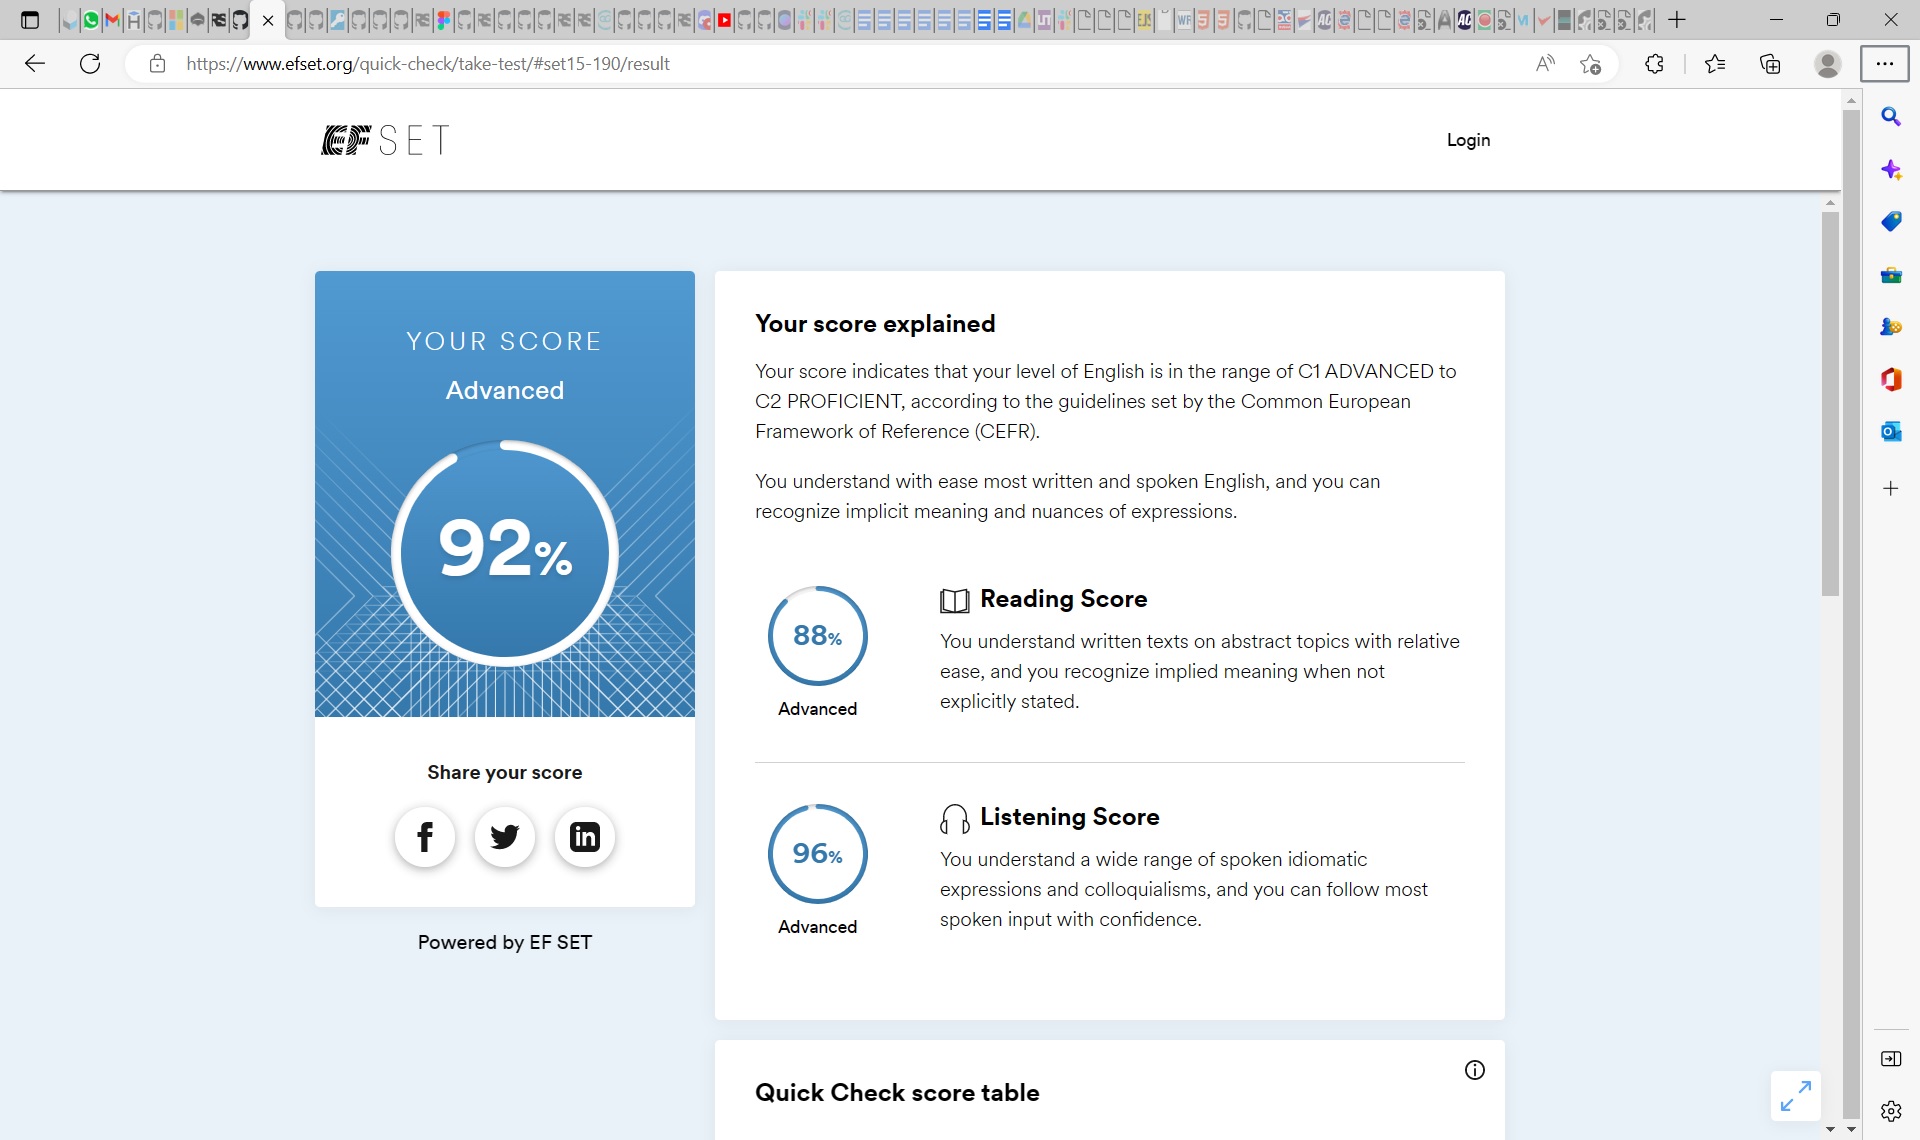 https://www.efset.org/quick-check/take-test/#set15-190/result
EF SET
Login
YOUR SCORE
Advanced
92%
Share your score
Powered by EF SET
Your score explained
Your score indicates that your level of English is in the range of C1 ADVANCED to
C2 PROFICIENT, according to the guidelines set by the Common European
Framework of Reference (CEFR).
You understand with ease most written and spoken English, and you can
recognize implicit meaning and nuances of expressions.
88%
Advanced
Reading Score
You understand written texts on abstract topics with relative
ease, and you recognize implied meaning when not
explicitly stated.
96%
Advanced
Listening Score
You understand a wide range of spoken idiomatic
expressions and colloquialisms, and you can follow most
spoken input with confidence.
Quick Check score table